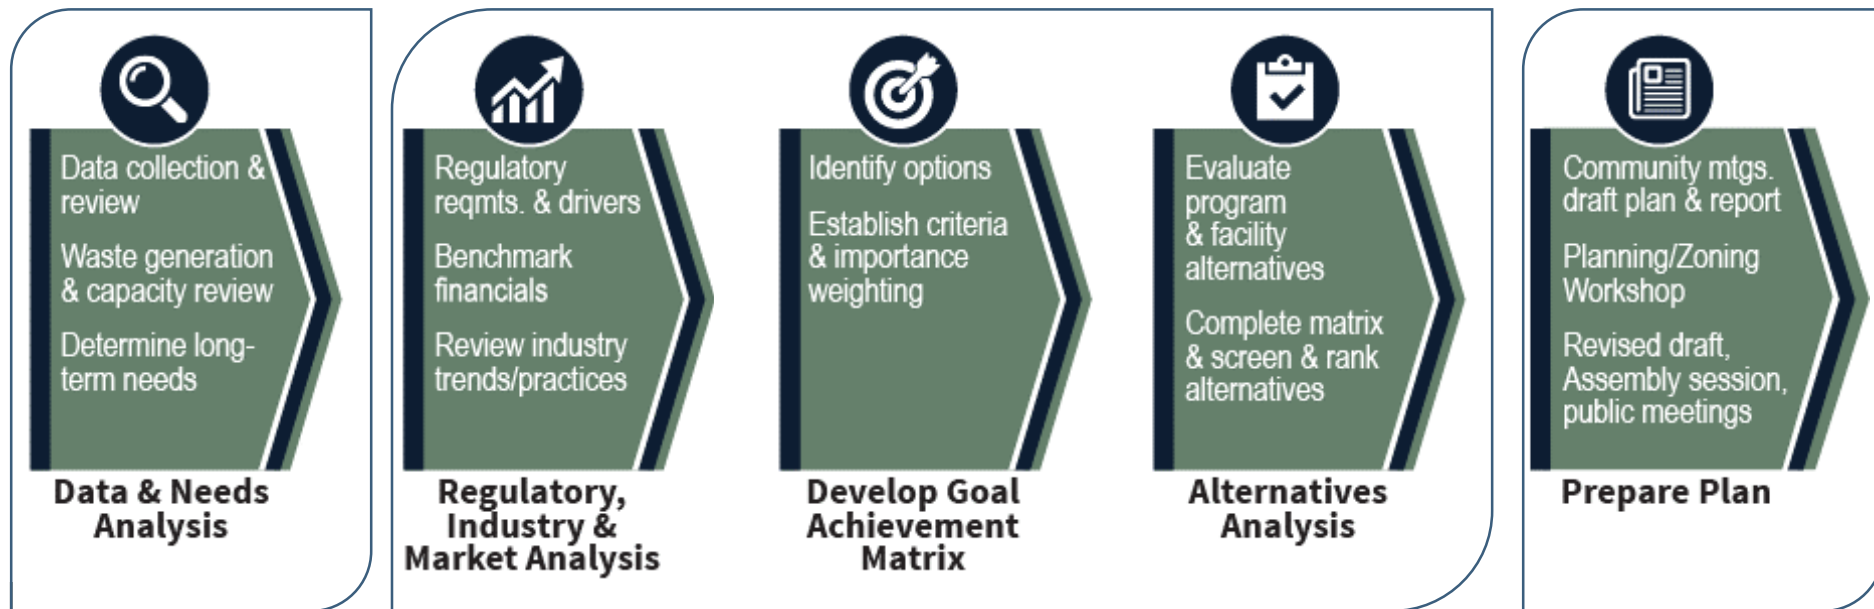 Data collection &
review
Waste generation
& capacity review
Determine long-
term needs
Data & Needs
Analysis
Regulatory
reqmts. & drivers
Benchmark
financials
Review industry
trends/practices
Regulatory,
Industry &
Market Analysis
Identify options
Establish criteria
& importance
weighting
Develop Goal
Achievement
Matrix
Evaluate
program
& facility
alternatives
Complete matrix
& screen & rank
alternatives
Alternatives
Analysis
Community mtgs.
draft plan & report
Planning/Zoning
Workshop
Revised draft,
Assembly session,
public meetings
Prepare Plan